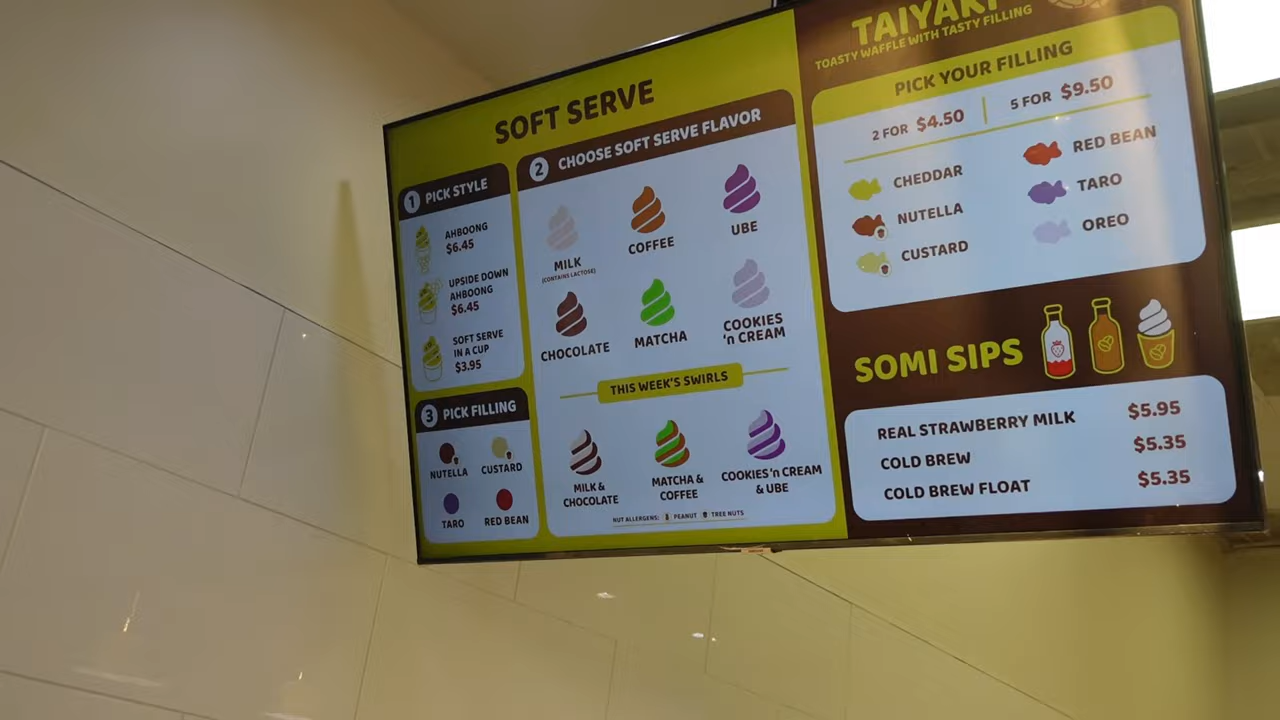 SOFT SERVE
1 PICK STYLE
AHBOONG
$6.45
UPSIDE DOWN
AHBOONG
$6.45
SOFT SERVE
IN A CUP
$3.95
2 CHOOSE SOFT SERVE FLAVOR
MILK
(CONTAINS LACTOSE)
COFFEE
UBE
CHOCOLATE
MATCHA
COOKIES
'n CREAM
THIS WEEK'S SWIRLS
MILK &
CHOCOLATE
MATCHA &
COFFEE
COOKIES 'n CREAM
& UBE
NUT ALLERGENS: PEANUT TREE NUTS
3 PICK FILLING
NUTELLA
CUSTARD
TARO
RED BEAN
TAIYAKI
TOASTY WAFFLE WITH TASTY FILLING
PICK YOUR FILLING
2 FOR $4.50
5 FOR $9.50
CHEDDAR
RED BEAN
NUTELLA
TARO
CUSTARD
OREO
SOMI SIPS
REAL STRAWBERRY MILK $5.95
COLD BREW $5.35
COLD BREW FLOAT $5.35